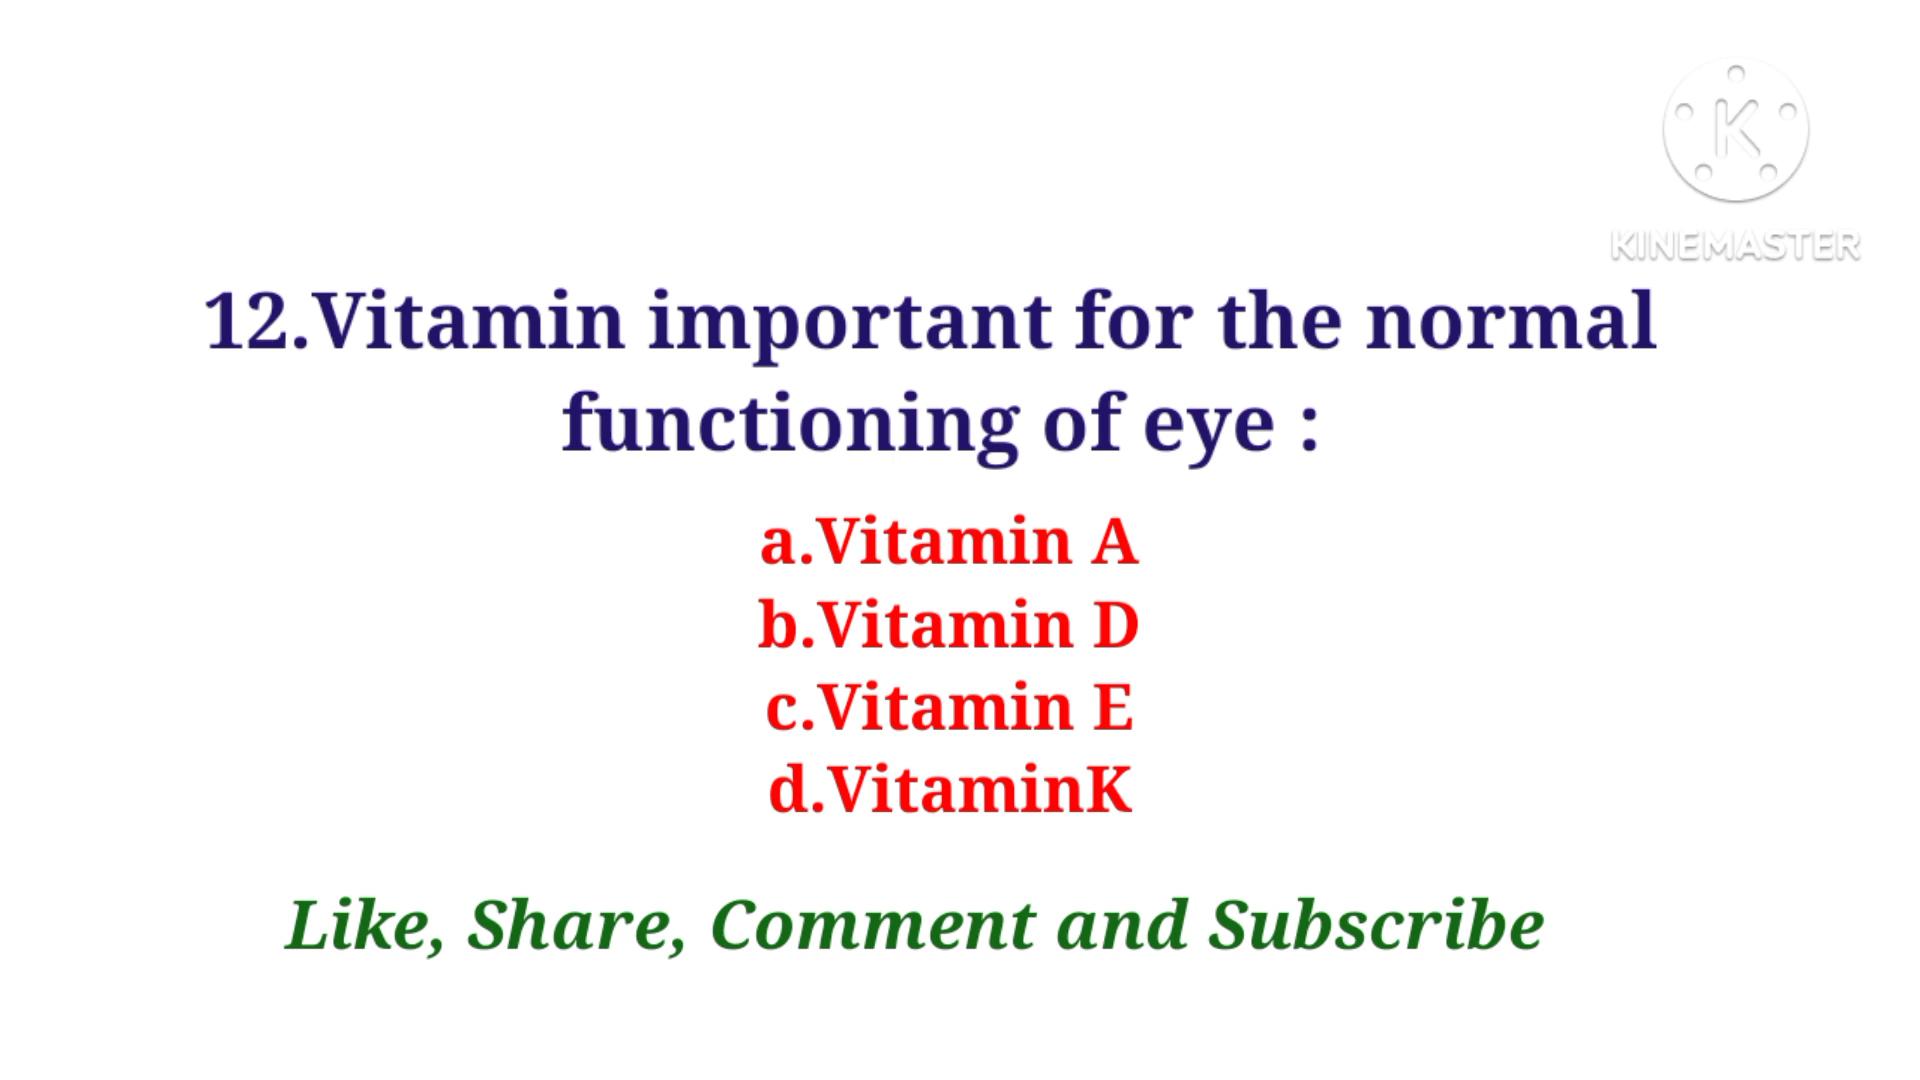 K
KINEMASTER
12.Vitamin important for the normal
functioning of eye :
a.Vitamin A
b.Vitamin D
c.Vitamin E
d.VitaminK
Like, Share, Comment and Subscribe